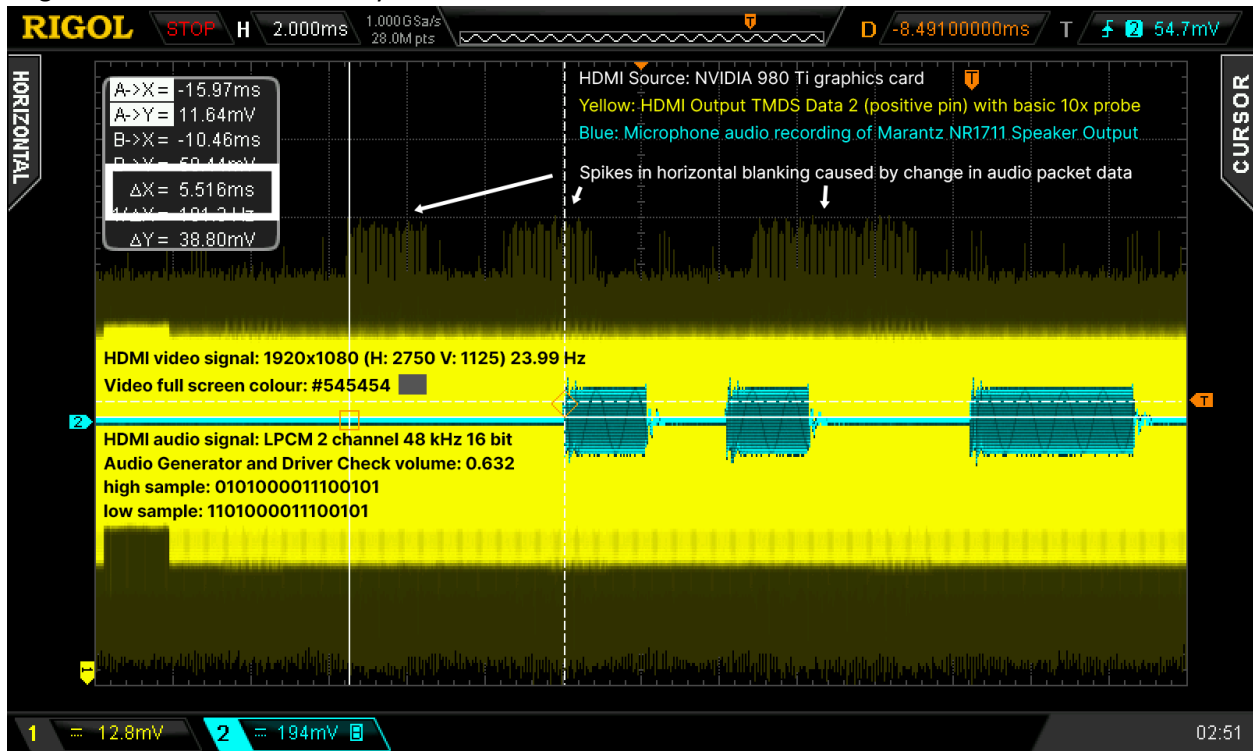 RIGOL STOP H 2.000ms 1.000GSa/s 28.0M pts D -8.49100000ms T 2 54.7mV
HORIZONTAL
CURSOR
A->X= -15.97ms
A->Y= 11.64mV
B->X= -10.46ms
ΔX= 5.516ms
ΔY= 38.80mV
HDMI Source: NVIDIA 980 Ti graphics card
Yellow: HDMI Output TMDS Data 2 (positive pin) with basic 10x probe
Blue: Microphone audio recording of Marantz NR1711 Speaker Output
Spikes in horizontal blanking caused by change in audio packet data
HDMI video signal: 1920x1080 (H: 2750 V: 1125) 23.99 Hz
Video full screen colour: #545454
HDMI audio signal: LPCM 2 channel 48 kHz 16 bit
Audio Generator and Driver Check volume: 0.632
high sample: 0101000011100101
low sample: 1101000011100101
1 12.8mV 2 194mV B 02:51